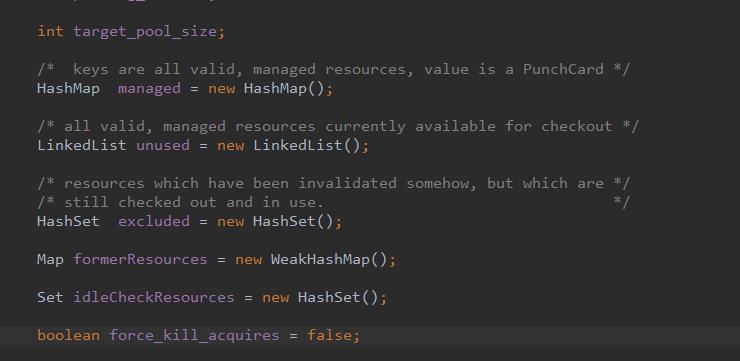 int target_pool_size;
/*  keys are all valid, managed resources, value is a PunchCard */
HashMap  managed = new HashMap();
/* all valid, managed resources currently available for checkout */
LinkedList unused = new LinkedList();
/* resources which have been invalidated somehow, but which are */
/* still checked out and in use.                                */
HashSet  excluded = new HashSet();
Map formerResources = new WeakHashMap();
Set idleCheckResources = new HashSet();
boolean force_kill_acquires = false;